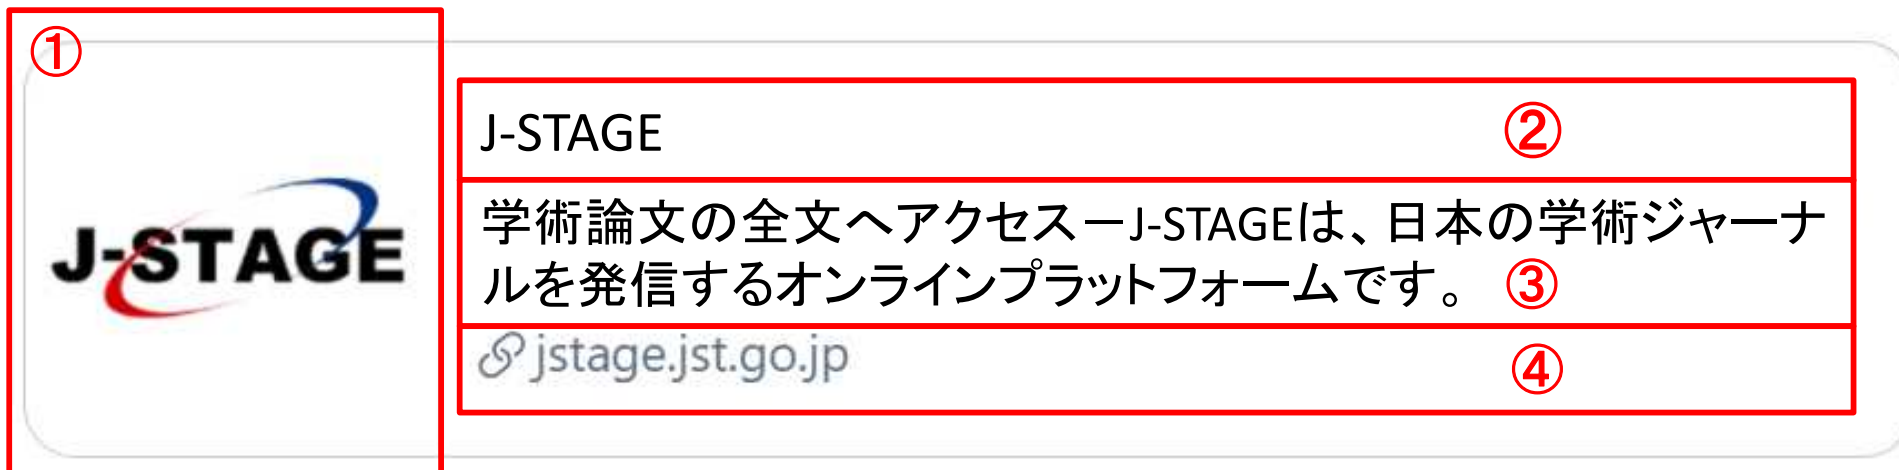 ①
J-STAGE
J-STAGE ②
学術論文の全文へアクセス－J-STAGEは、日本の学術ジャーナ
ルを発信するオンラインプラットフォームです。 ③
jstage.jst.go.jp ④